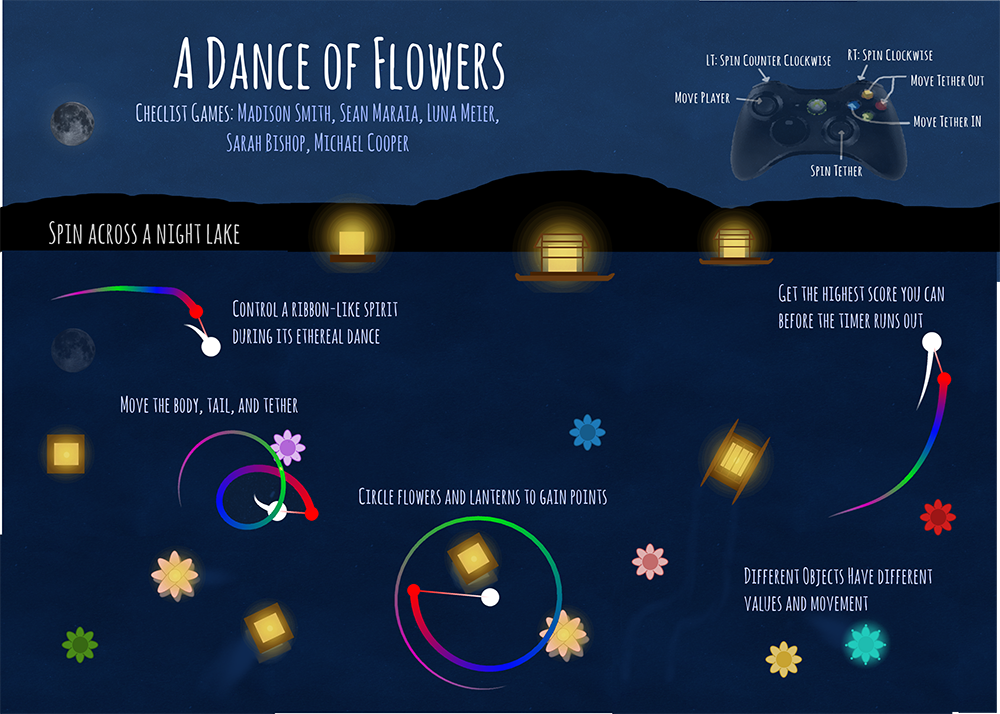 A Dance of Flowers
Checlist Games: Madison Smith, Sean Maraia, Luna Meier,
Sarah Bishop, Michael Cooper
LT: Spin Counter Clockwise
RT: Spin Clockwise
Move Tether Out
Move Player
Move Tether IN
Spin Tether
Spin across a night lake
Control a ribbon-like spirit
during its ethereal dance
Get the highest score you can
before the timer runs out
Move the body, tail, and tether
Circle flowers and lanterns to gain points
Different Objects Have different
values and movement